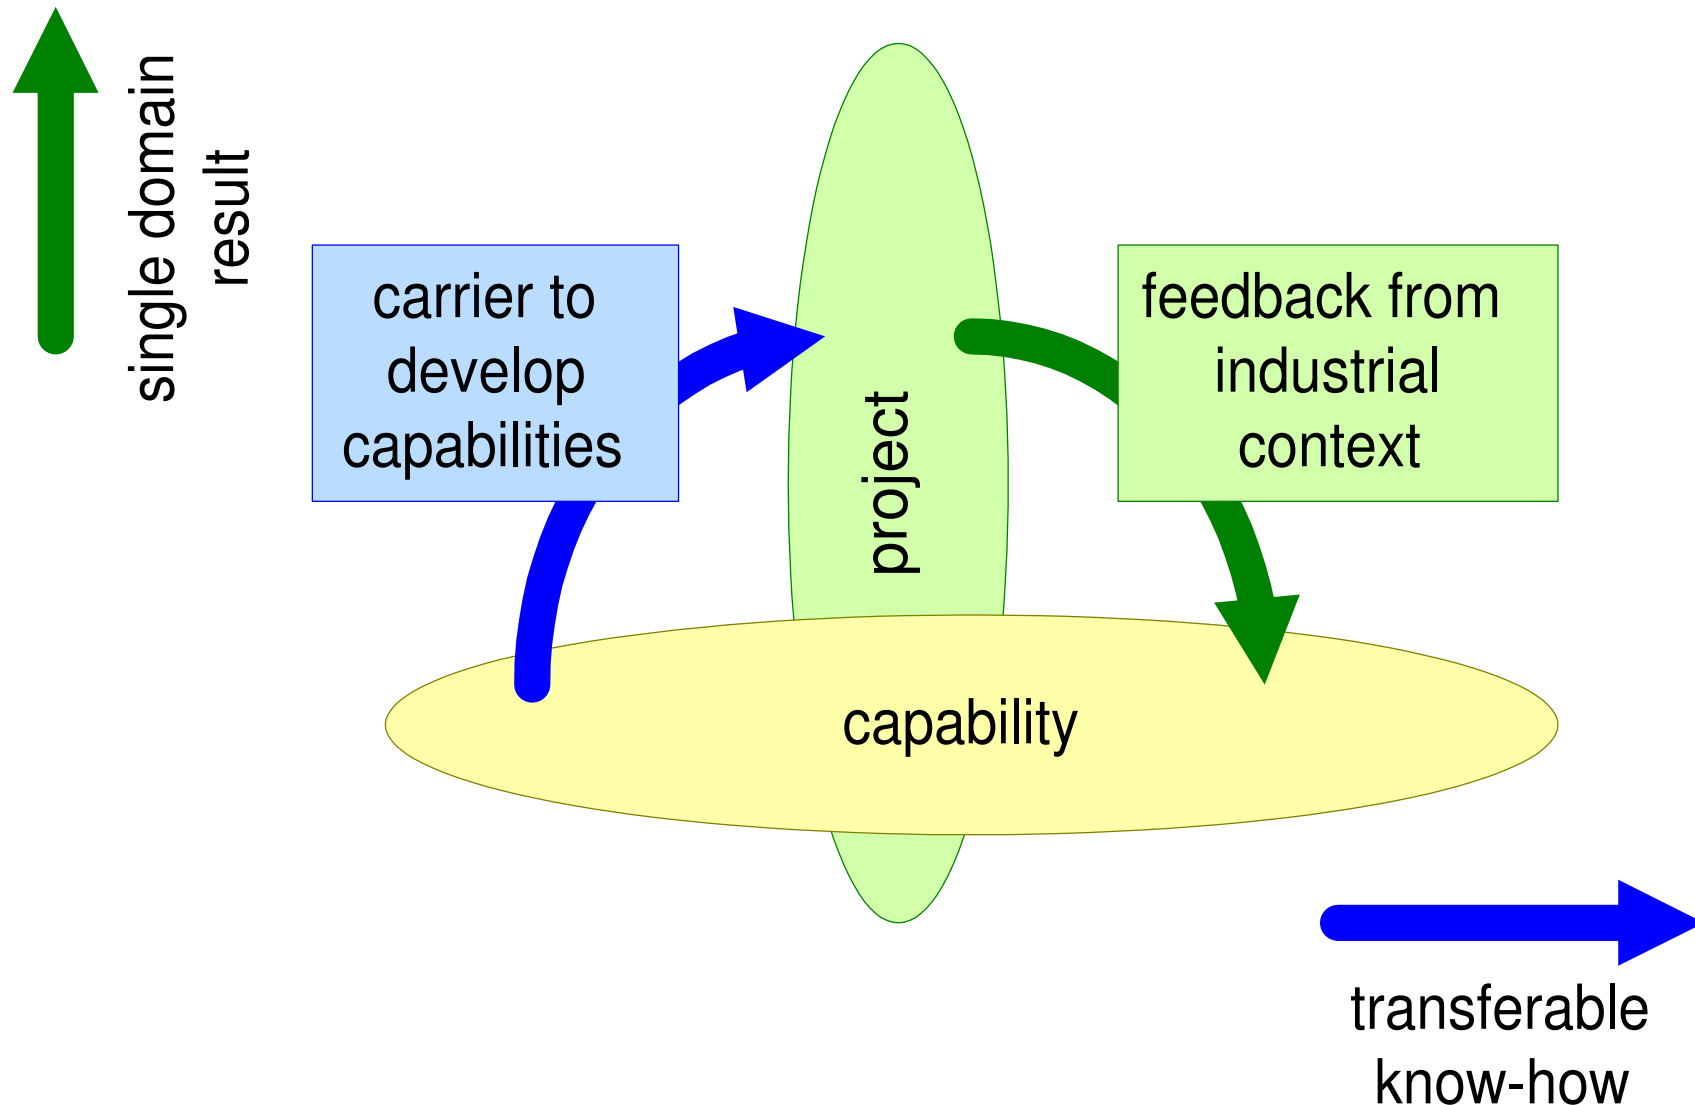 single domain
result
carrier to
develop
capabilities
project
feedback from
industrial
context
capability
transferable
know-how